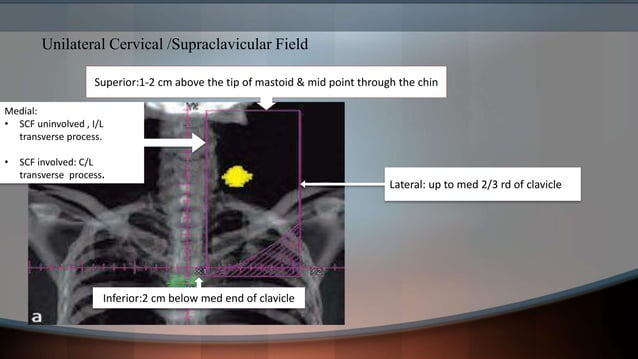 Unilateral Cervical /Supraclavicular Field
Superior:1-2 cm above the tip of mastoid & mid point through the chin
Medial:
• SCF uninvolved , I/L
transverse process.
• SCF involved: C/L
transverse process.
Lateral: up to med 2/3 rd of clavicle
Inferior:2 cm below med end of clavicle
a